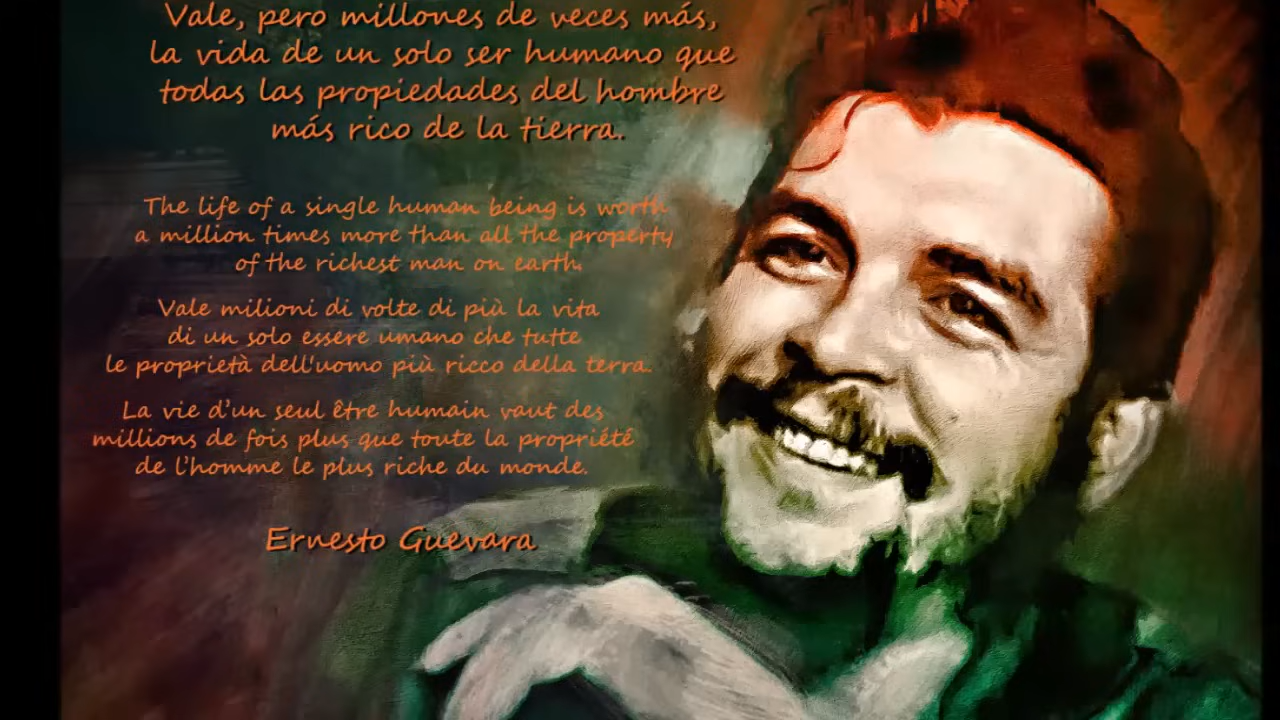 Vale, pero millones de veces más,
la vida de un solo ser humano que
todas las propiedades del hombre
más rico de la tierra.
The life of a single human being is worth
a million times more than all the property
of the richest man on earth.
Vale milioni di volte di più la vita
di un solo essere umano che tutte
le proprietà dell'uomo più ricco della terra.
La vie d'un seul être humain vaut des
millions de fois plus que toute la propriété
de l'homme le plus riche du monde.
Ernesto Guevara